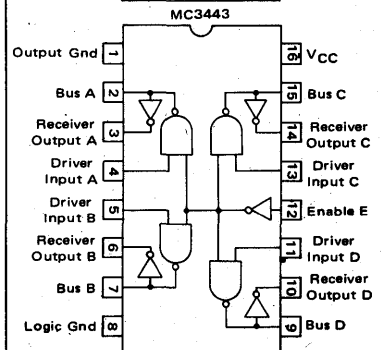 MC3443
Output Gnd 1
16 VCC
Bus A 2
15 Bus C
Receiver
Output A 3
14 Receiver
Output C
Driver
Input A 4
13 Driver
Input C
Driver
Input B 5
12 Enable E
Receiver
Output B 6
11 Driver
Input D
Bus B 7
10 Receiver
Output D
Logic Gnd 8
9 Bus D